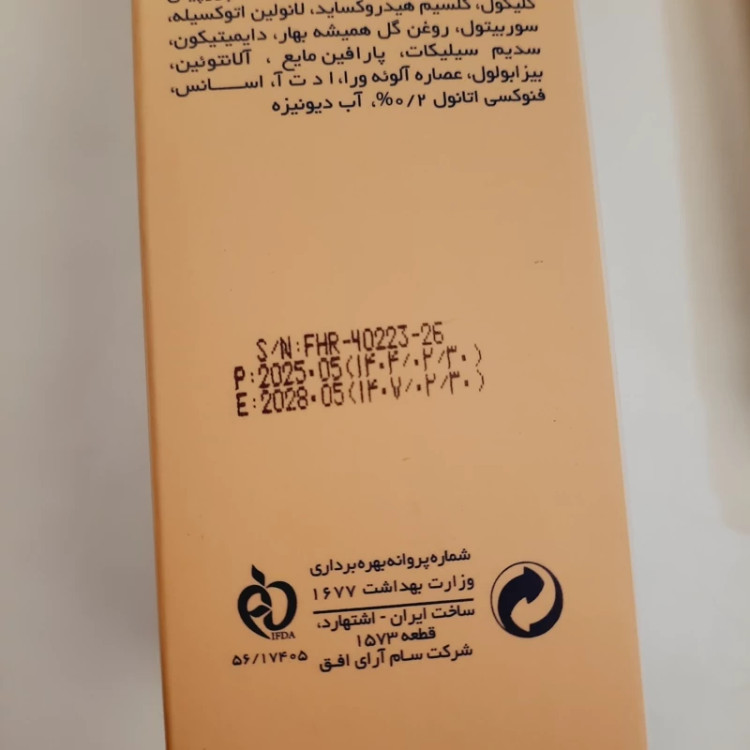 گلیکول، کلسیم هیدروکساید، لانولین اتوکسیله،
سوربیتول، روغن گل همیشه بهار، دایمیتیکون،
سدیم سیلیکات، پارافین مایع ، آلانتوئین،
بیزابولول، عصاره آلوئه ورا، ا د ت آ، اسانس،
فنوکسی اتانول ۰/۲%، آب دیونیزه
S/N:FHR-40223-26
P:2025.05(۱۴۰۴/۰۲/۳۰)
E:2028.05(۱۴۰۷/۰۲/۳۰)
شماره پروانه بهره برداری
وزارت بهداشت ۱۶۷۷
ساخت ایران - اشتهارد،
قطعه ۱۵۷۳
شرکت سام آرای افق
IFDA
۵۶/۱۷۴۰۵